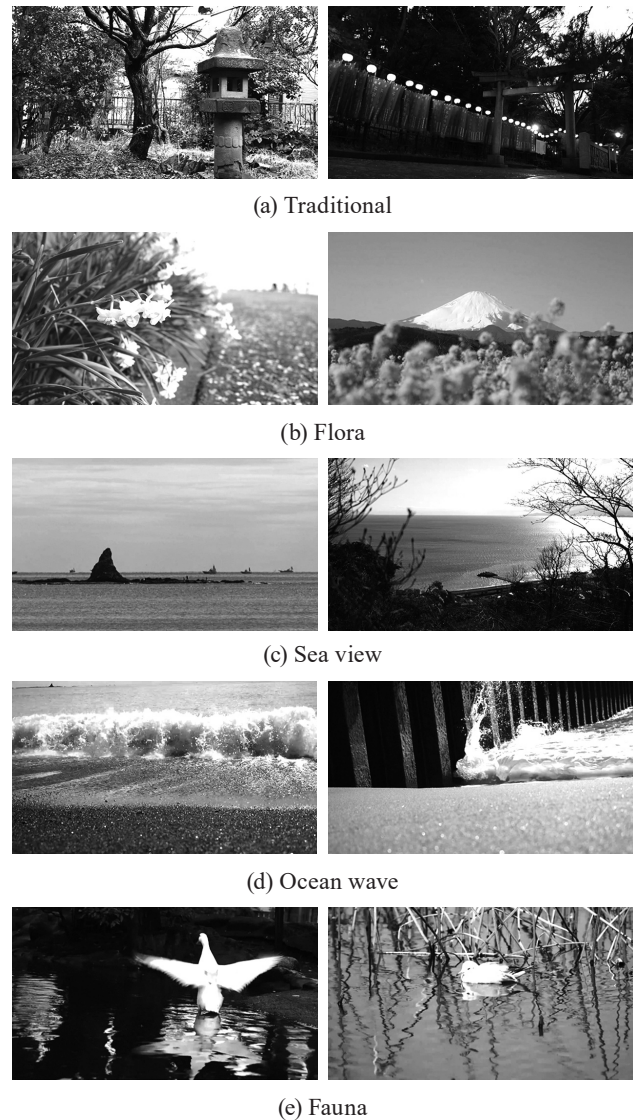 (a) Traditional
(b) Flora
(c) Sea view
(d) Ocean wave
(e) Fauna